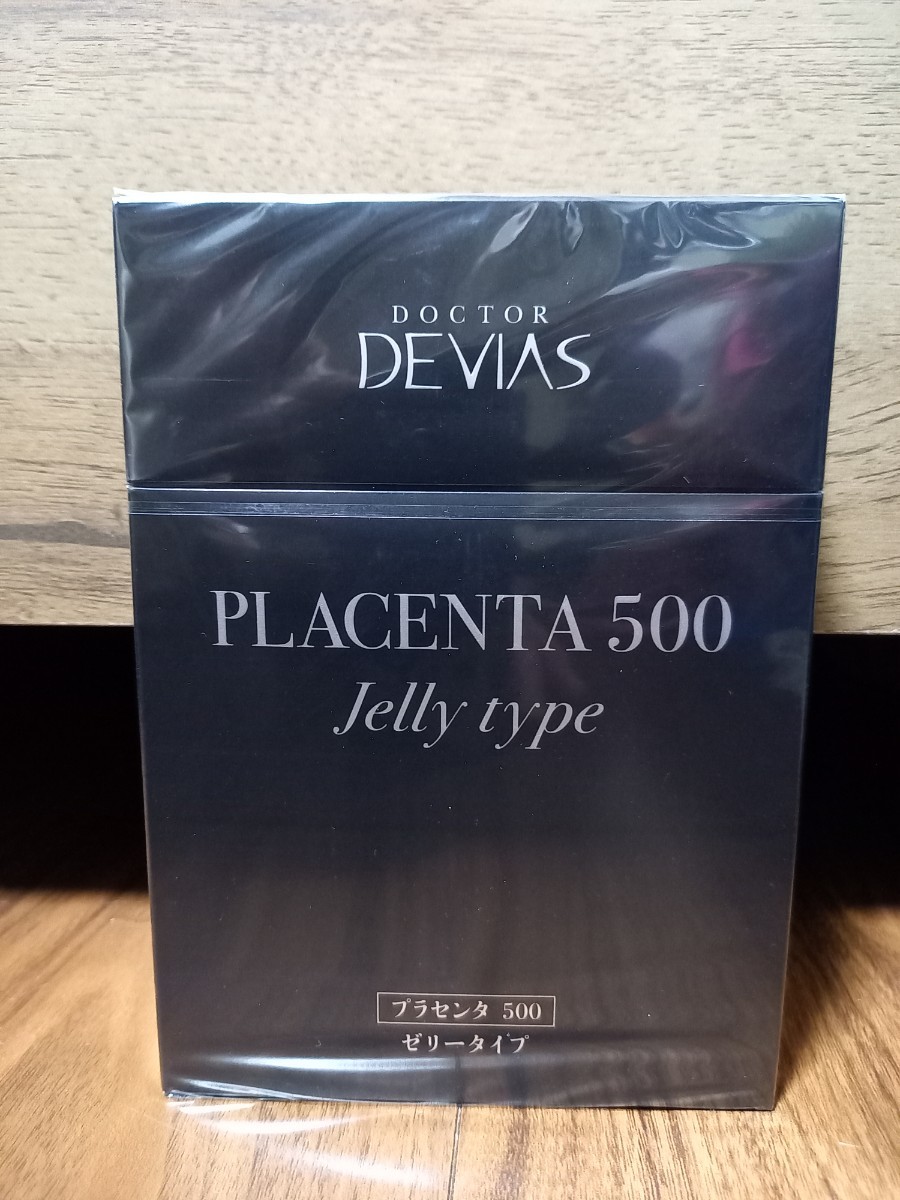 DOCTOR
DEVIAS
PLACENTA 500
Jelly type
プラセンタ 500
ゼリータイプ